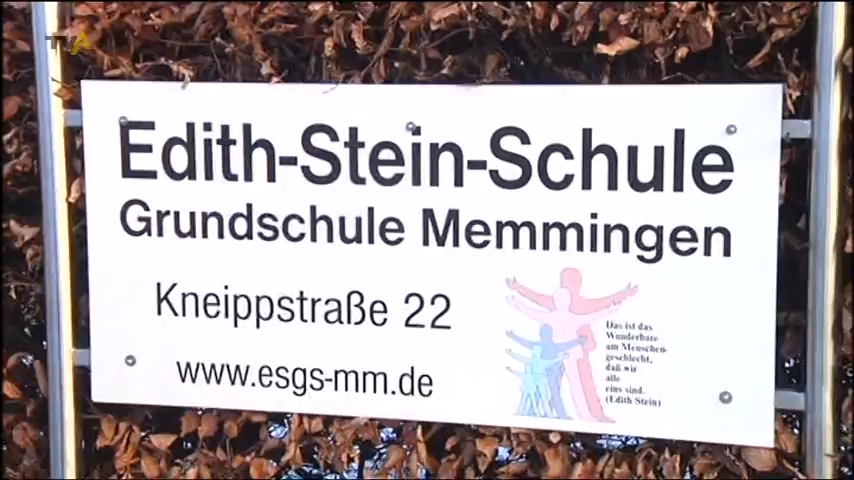 TVA
Edith-Stein-Schule
Grundschule Memmingen
Kneippstraße 22
www.esgs-mm.de
Das ist das
Wunderbare
am Menschen-
geschlecht,
daß wir
alle
eins sind.
(Edith Stein)